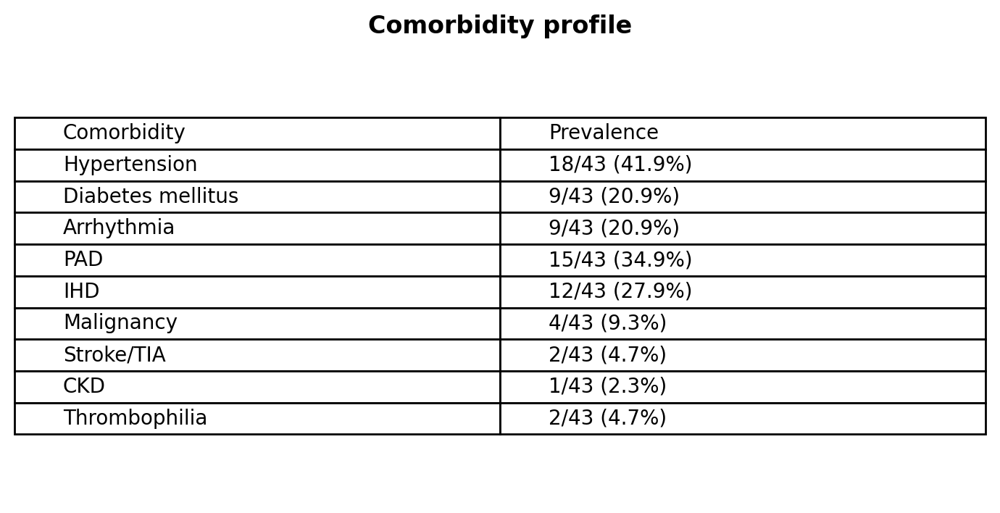 Comorbidity profile
Comorbidity Prevalence
Hypertension 18/43 (41.9%)
Diabetes mellitus 9/43 (20.9%)
Arrhythmia 9/43 (20.9%)
PAD 15/43 (34.9%)
IHD 12/43 (27.9%)
Malignancy 4/43 (9.3%)
Stroke/TIA 2/43 (4.7%)
CKD 1/43 (2.3%)
Thrombophilia 2/43 (4.7%)